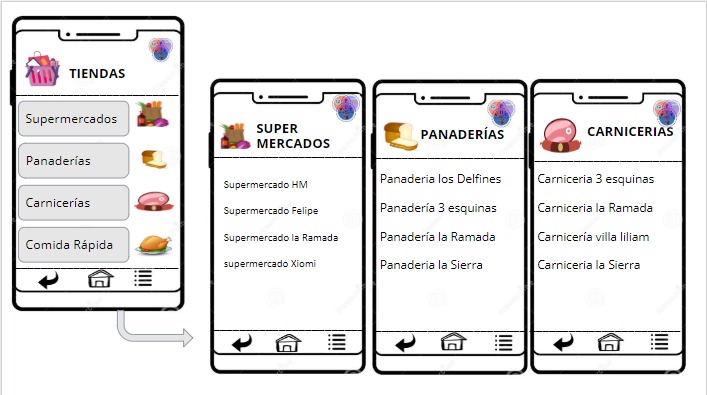 TIENDAS
Supermercados
Panaderías
Carnicerías
Comida Rápida
SUPER
MERCADOS
Supermercado HM
Supermercado Felipe
Supermercado la Ramada
supermercado Xiomi
PANADERÍAS
Panaderia los Delfines
Panadería 3 esquinas
Panadería la Ramada
Panaderia la Sierra
CARNICERIAS
Carniceria 3 esquinas
Carniceria la Ramada
Carnicería villa liliam
Carniceria la Sierra